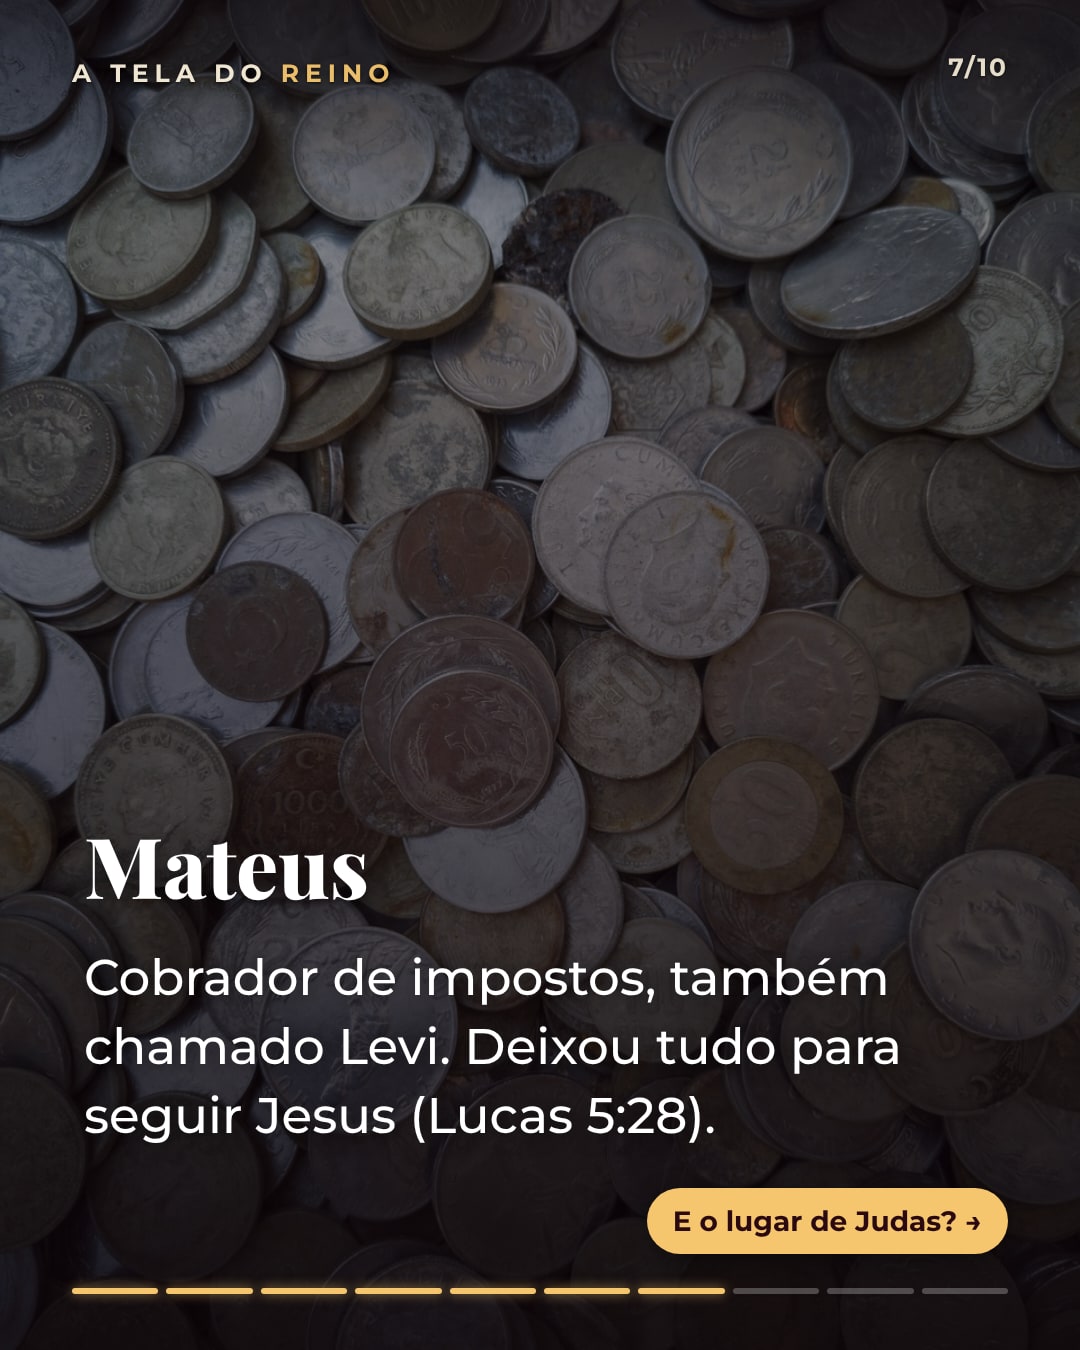 A TELA DO REINO
7/10
Mateus
Cobrador de impostos, também
chamado Levi. Deixou tudo para
seguir Jesus (Lucas 5:28).
E o lugar de Judas? →